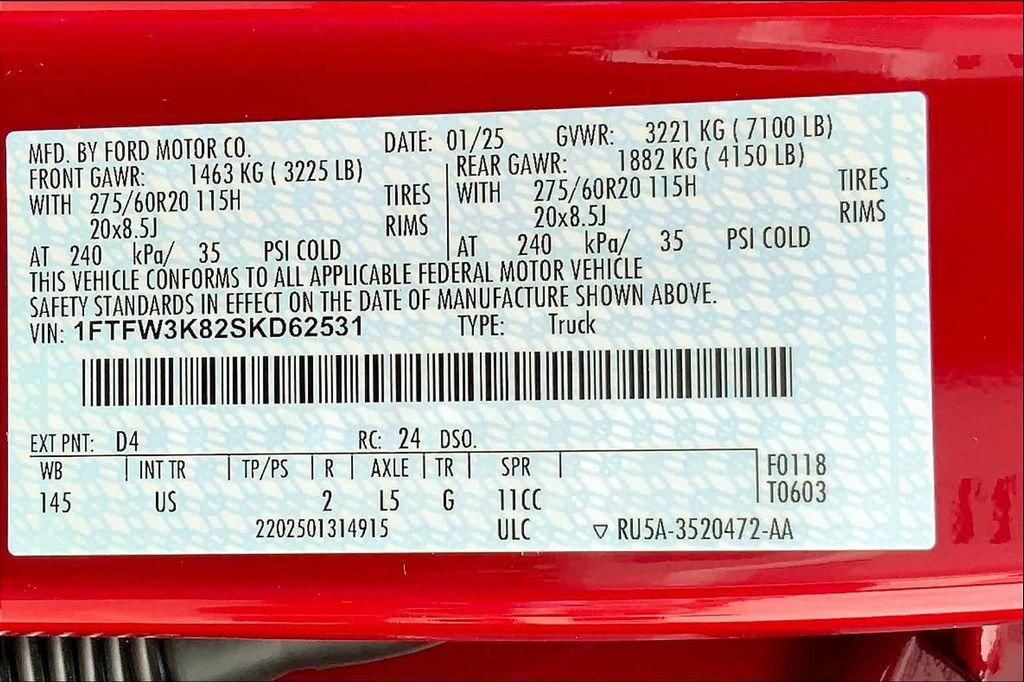 MFD. BY FORD MOTOR CO. DATE: 01/25 GVWR: 3221 KG ( 7100 LB)
FRONT GAWR: 1463 KG ( 3225 LB) REAR GAWR: 1882 KG ( 4150 LB)
WITH 275/60R20 115H TIRES WITH 275/60R20 115H TIRES
20x8.5J RIMS 20x8.5J RIMS
AT 240 kPa/ 35 PSI COLD AT 240 kPa/ 35 PSI COLD
THIS VEHICLE CONFORMS TO ALL APPLICABLE FEDERAL MOTOR VEHICLE
SAFETY STANDARDS IN EFFECT ON THE DATE OF MANUFACTURE SHOWN ABOVE.
VIN: 1FTFW3K82SKD62531 TYPE: Truck
EXT PNT: D4 RC: 24 DSO.
WB INT TR TP/PS R AXLE TR SPR F0118
145 US 2 L5 G 11CC T0603
2202501314915 ULC ▽ RU5A-3520472-AA